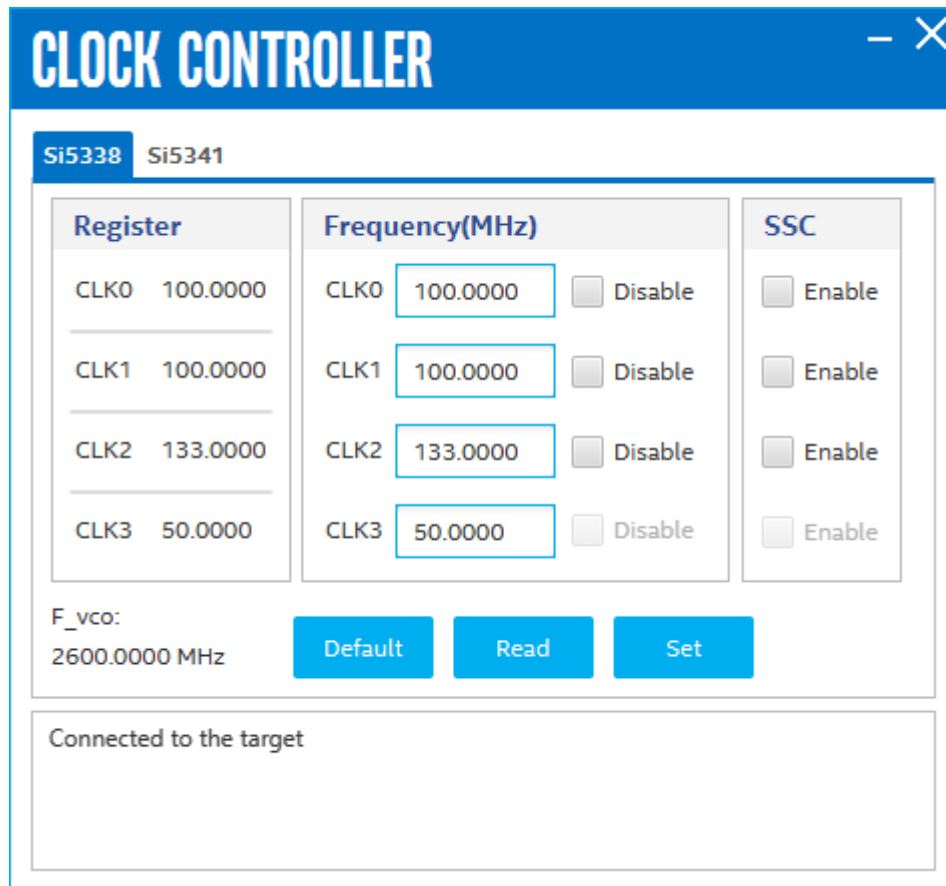 CLOCK CONTROLLER
Si5338 Si5341
Register Frequency(MHz) SSC
CLK0 100.0000 CLK0 100.0000 Disable Enable
CLK1 100.0000 CLK1 100.0000 Disable Enable
CLK2 133.0000 CLK2 133.0000 Disable Enable
CLK3 50.0000 CLK3 50.0000 Disable Enable
F_vco:
2600.0000 MHz Default Read Set
Connected to the target